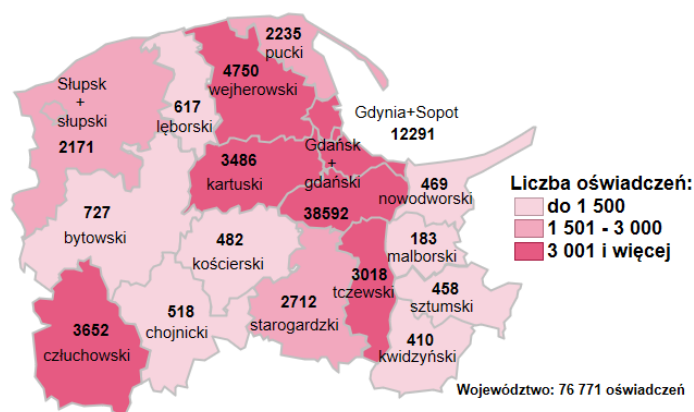 2235
pucki
4750
wejherowski
Słupsk
+
słupski
2171
617
lęborski
Gdynia+Sopot
12291
3486
kartuski
Gdańsk
+
gdański
38592
469
nowodworski
Liczba oświadczeń:
do 1 500
1 501 - 3 000
3 001 i więcej
727
bytowski
482
kościerski
183
malborski
3018
tczewski
458
sztumski
2712
starogardzki
518
chojnicki
3652
człuchowski
410
kwidzyński
Województwo: 76 771 oświadczeń